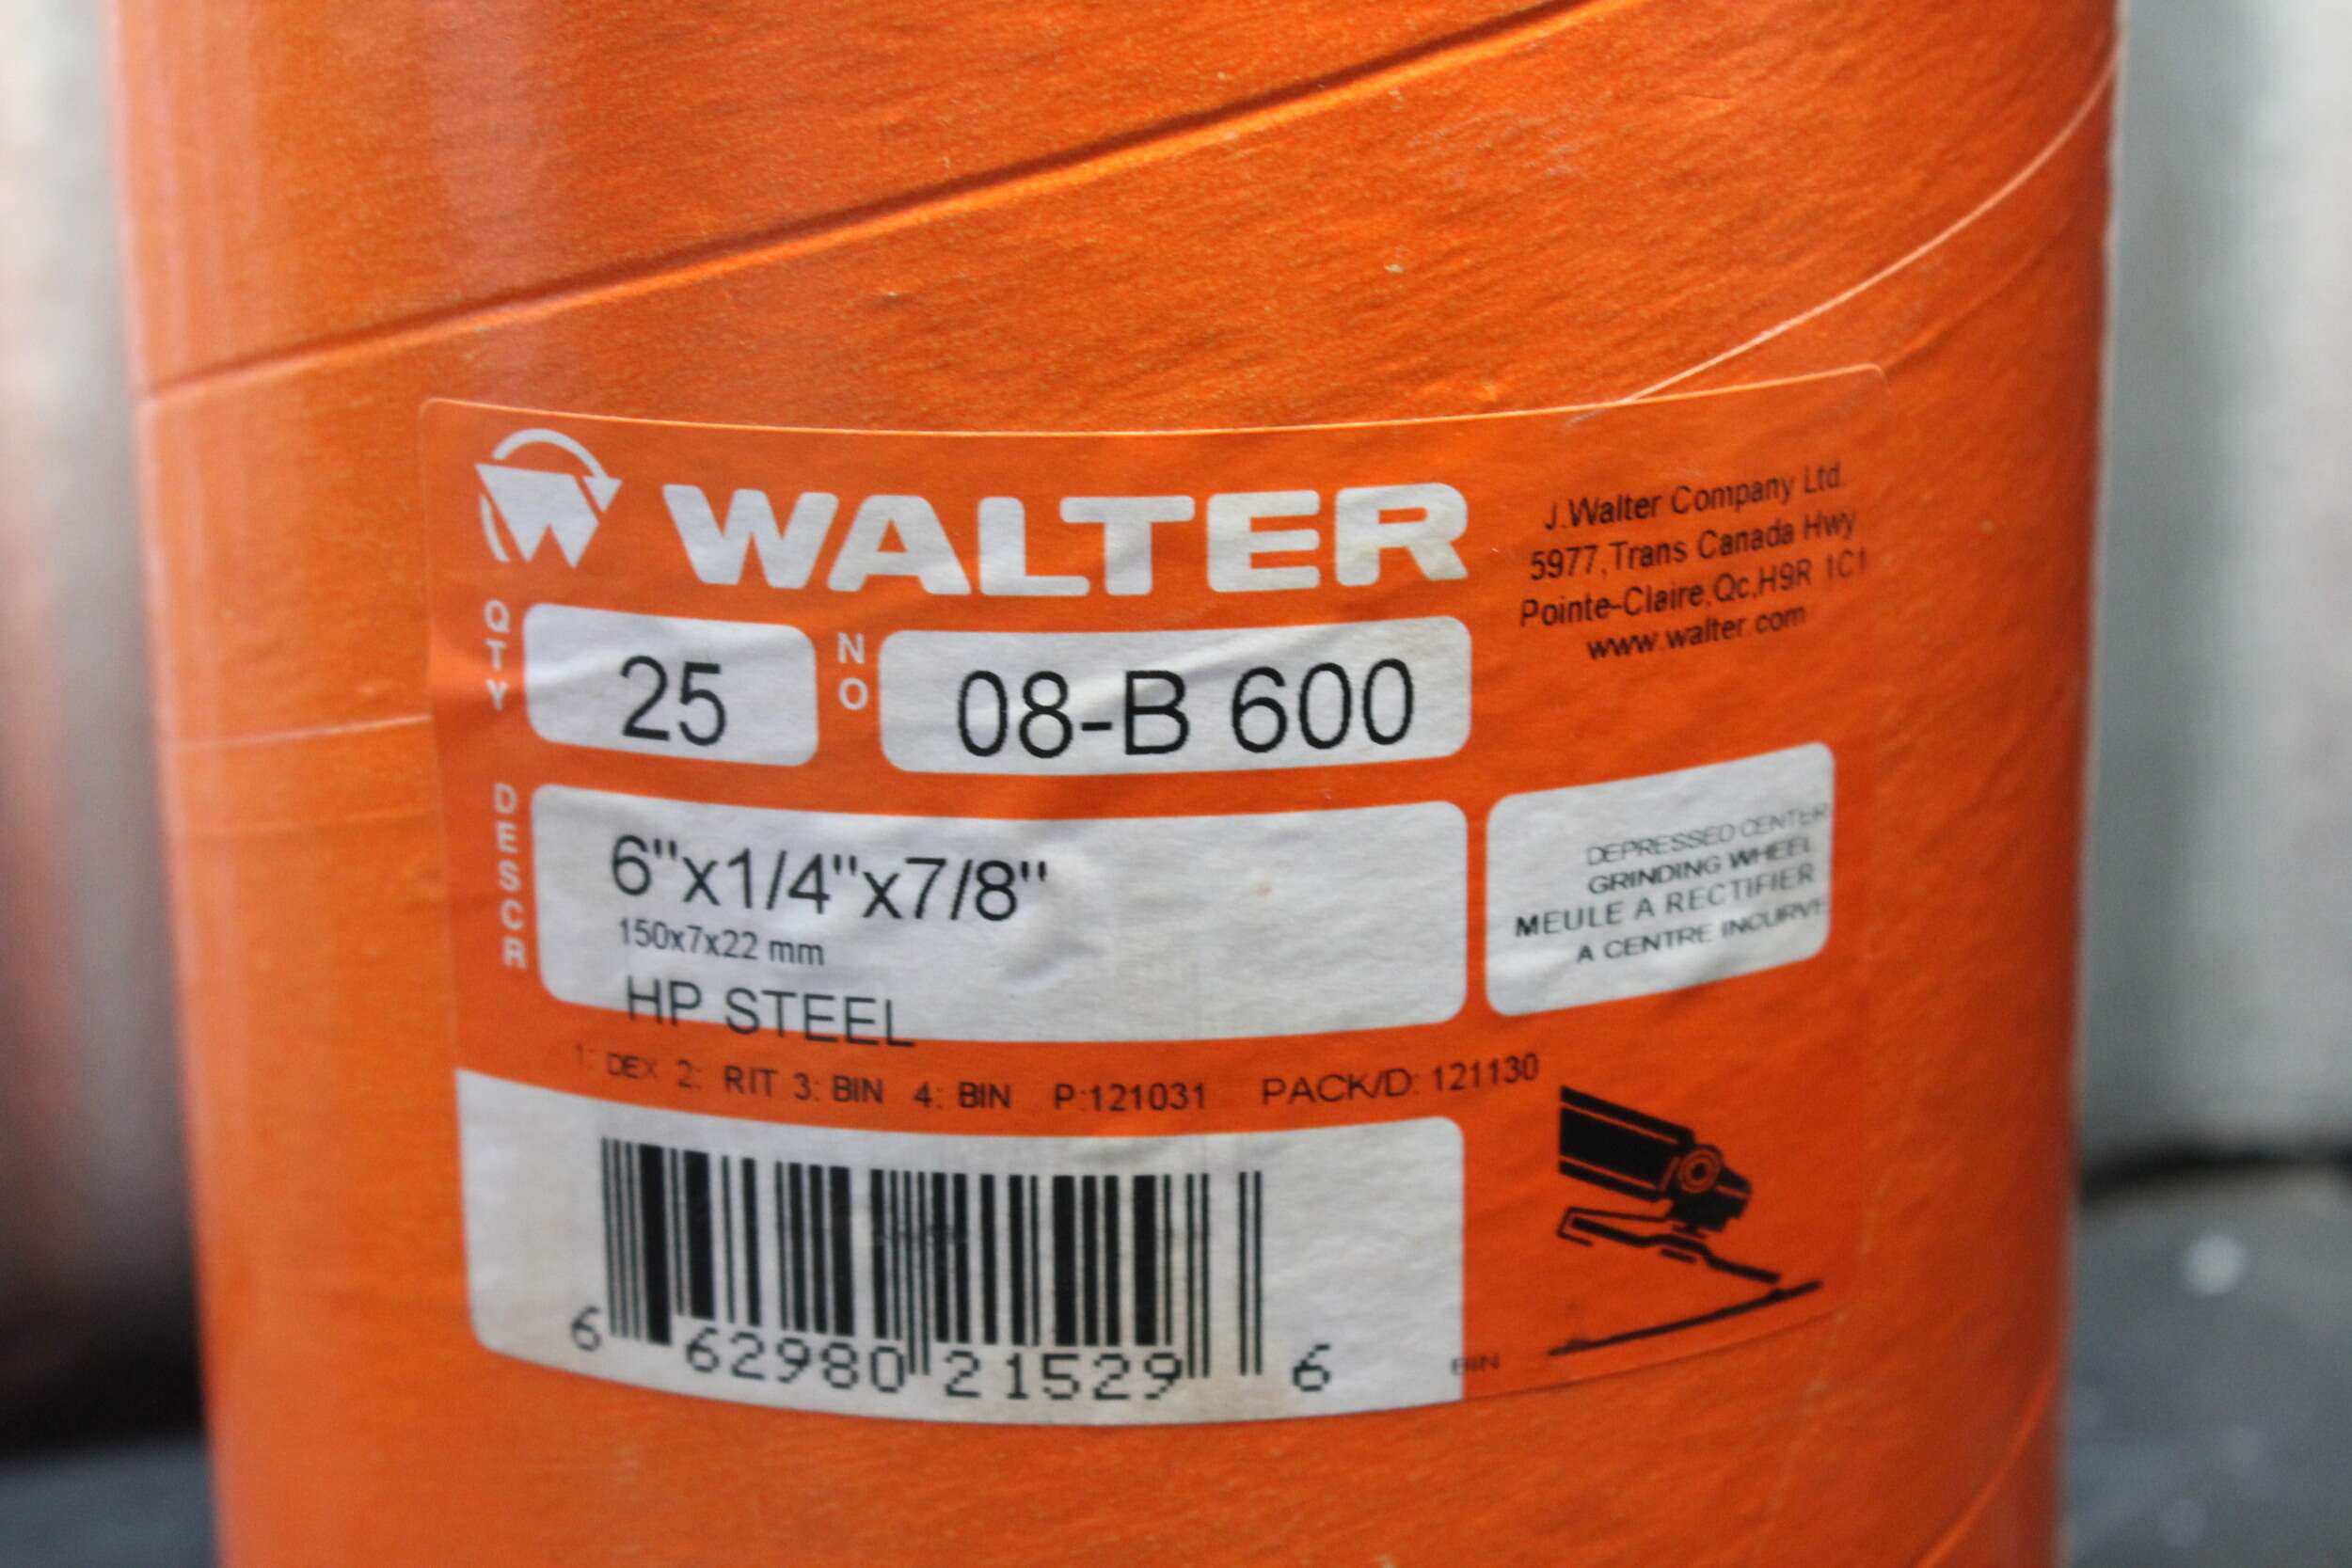 WALTER
J.Walter Company Ltd.
5977,Trans Canada Hwy
Pointe-Claire,Qc,H9R 1C1
www.walter.com
QTY
25
NO
08-B 600
DESCR
6"x1/4"x7/8"
150x7x22 mm
HP STEEL
DEPRESSED CENTER
GRINDING WHEEL
MEULE A RECTIFIER
A CENTRE INCURVE
1: DEX 2: RIT 3: BIN 4: BIN P:121031 PACK/D: 121130
6 62980 21529 6
BIN